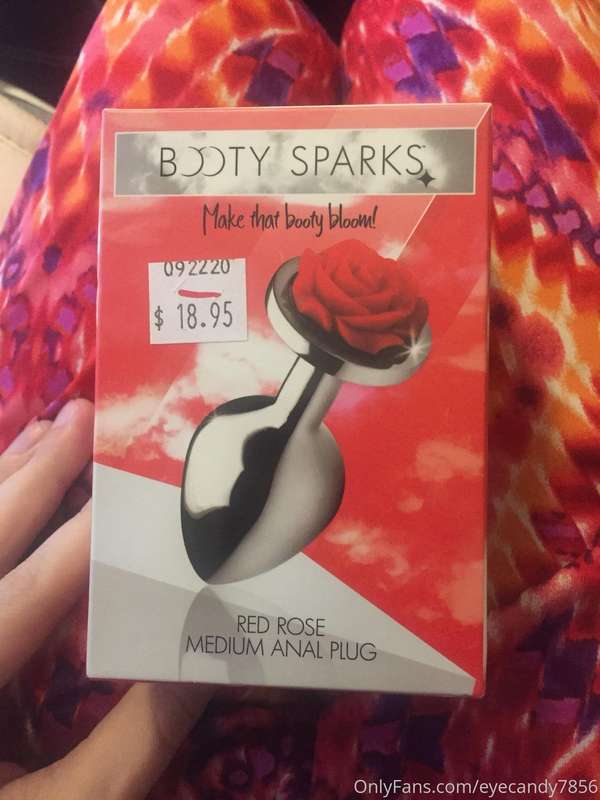 BOOTY SPARKS
Make that booty bloom!
092220
$ 18.95
RED ROSE
MEDIUM ANAL PLUG
OnlyFans.com/eyecandy7856